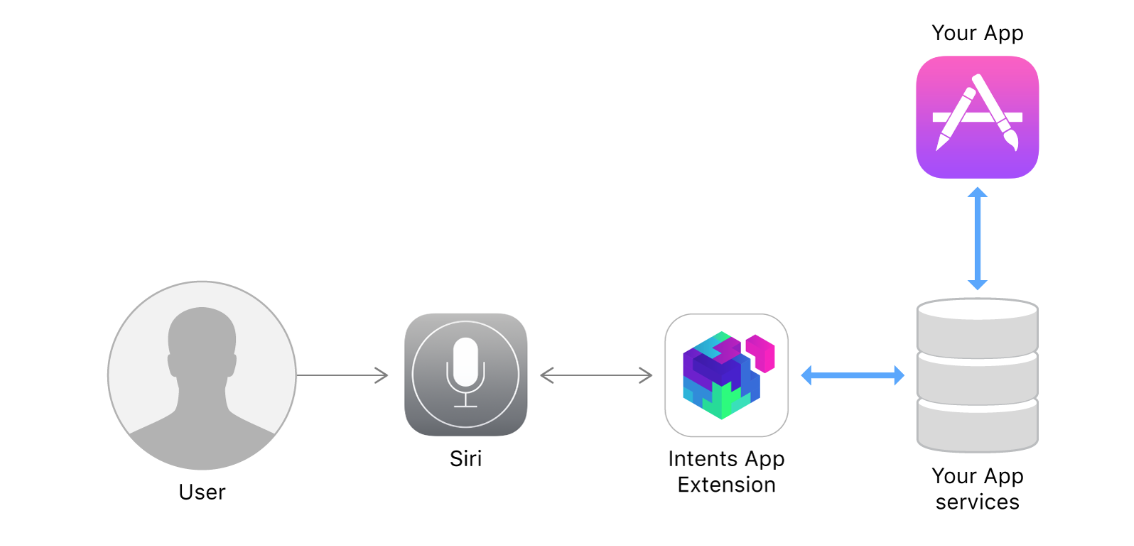 Your App
User
Siri
Intents App
Extension
Your App
services